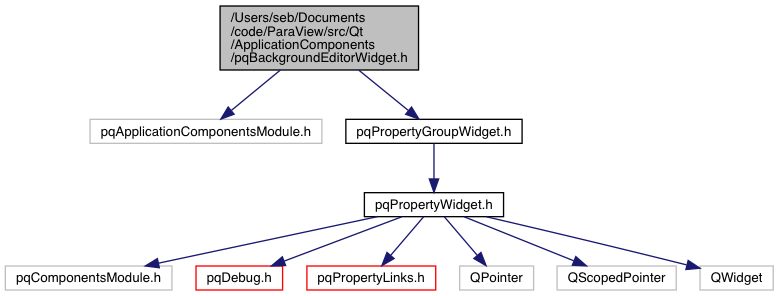 /Users/seb/Documents
/code/ParaView/src/Qt
/ApplicationComponents
/pqBackgroundEditorWidget.h
pqApplicationComponentsModule.h
pqPropertyGroupWidget.h
pqPropertyWidget.h
pqComponentsModule.h
pqDebug.h
pqPropertyLinks.h
QPointer
QScopedPointer
QWidget